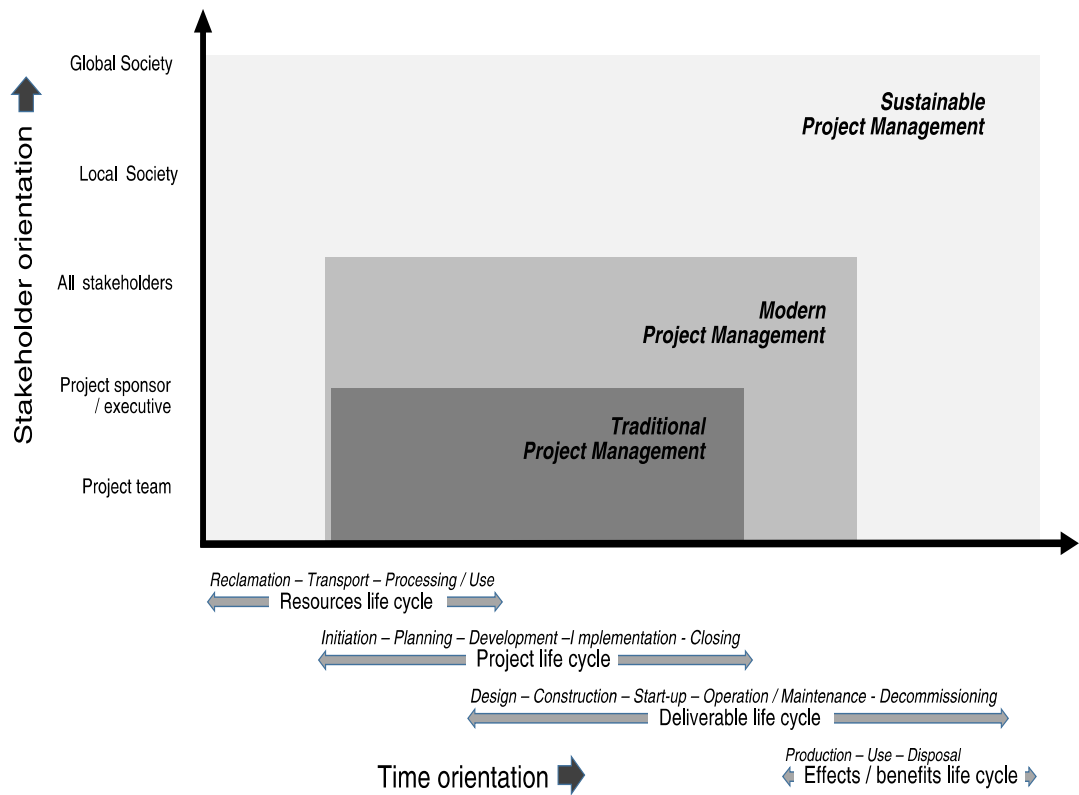 Global Society
Sustainable
Project Management
Local Society
All stakeholders
Modern
Project Management
Project sponsor
/ executive
Traditional
Project Management
Project team
Stakeholder orientation
Reclamation – Transport – Processing / Use
Resources life cycle
Initiation – Planning – Development –I mplementation - Closing
Project life cycle
Design – Construction – Start-up – Operation / Maintenance - Decommissioning
Deliverable life cycle
Production – Use – Disposal
Effects / benefits life cycle
Time orientation